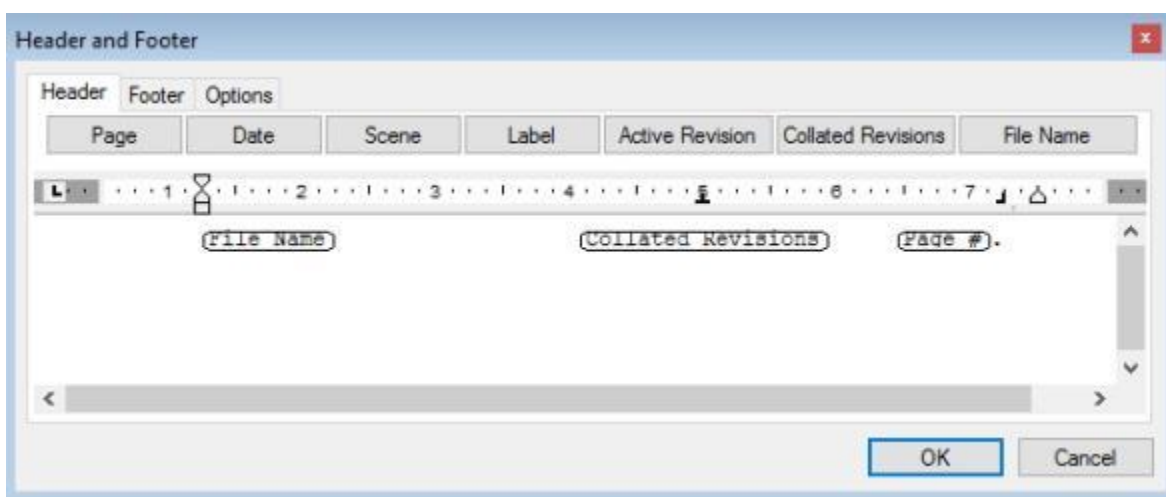 Header and Footer
Header Footer Options
Page Date Scene Label Active Revision Collated Revisions File Name
1 2 3 4 5 6 7
File Name Collated Revisions Page #.
OK Cancel